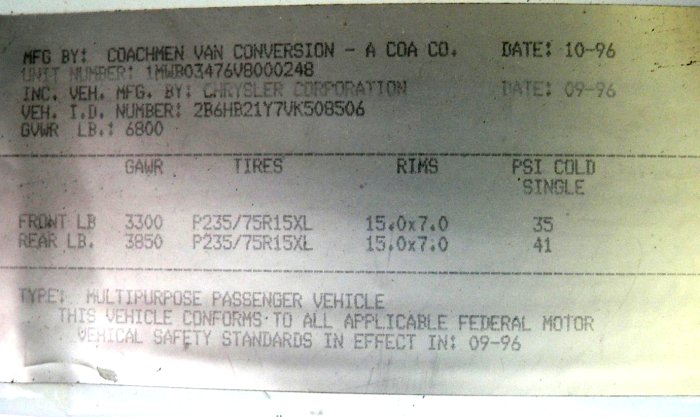 MFG BY: COACHMEN VAN CONVERSION - A COA CO. DATE: 10-96
UNIT NUMBER: 1MWB03476V8000248
INC. VEH. MFG. BY: CHRYSLER CORPORATION DATE: 09-96
VEH. I.D. NUMBER: 2B6HB21Y7VK508506
GVWR LB.: 6800
GAWR TIRES RIMS PSI COLD
SINGLE
FRONT LB 3300 P235/75R15XL 15.0x7.0 35
REAR LB. 3850 P235/75R15XL 15.0x7.0 41
TYPE: MULTIPURPOSE PASSENGER VEHICLE
THIS VEHICLE CONFORMS TO ALL APPLICABLE FEDERAL MOTOR
VEHICAL SAFETY STANDARDS IN EFFECT IN: 09-96